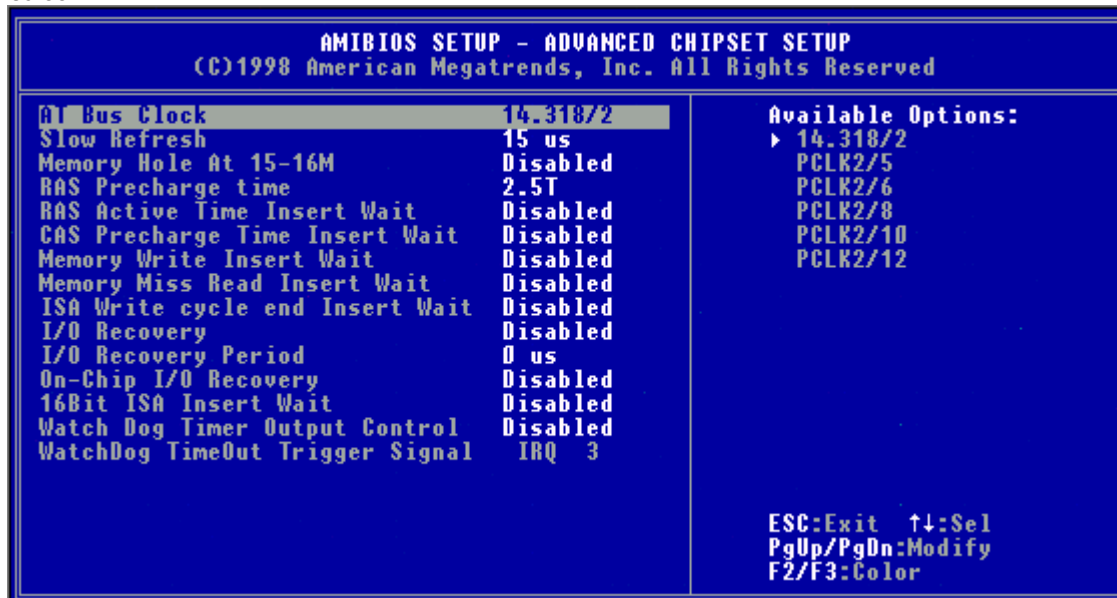 AMIBIOS SETUP - ADVANCED CHIPSET SETUP
(C)1998 American Megatrends, Inc. All Rights Reserved
AT Bus Clock 14.318/2
Slow Refresh 15 us
Memory Hole At 15-16M Disabled
RAS Precharge time 2.5T
RAS Active Time Insert Wait Disabled
CAS Precharge Time Insert Wait Disabled
Memory Write Insert Wait Disabled
Memory Miss Read Insert Wait Disabled
ISA Write cycle end Insert Wait Disabled
I/O Recovery Disabled
I/O Recovery Period 0 us
On-Chip I/O Recovery Disabled
16Bit ISA Insert Wait Disabled
Watch Dog Timer Output Control Disabled
WatchDog TimeOut Trigger Signal IRQ 3
Available Options:
▸ 14.318/2
PCLK2/5
PCLK2/6
PCLK2/8
PCLK2/10
PCLK2/12
ESC:Exit ↑↓:Sel
PgUp/PgDn:Modify
F2/F3:Color